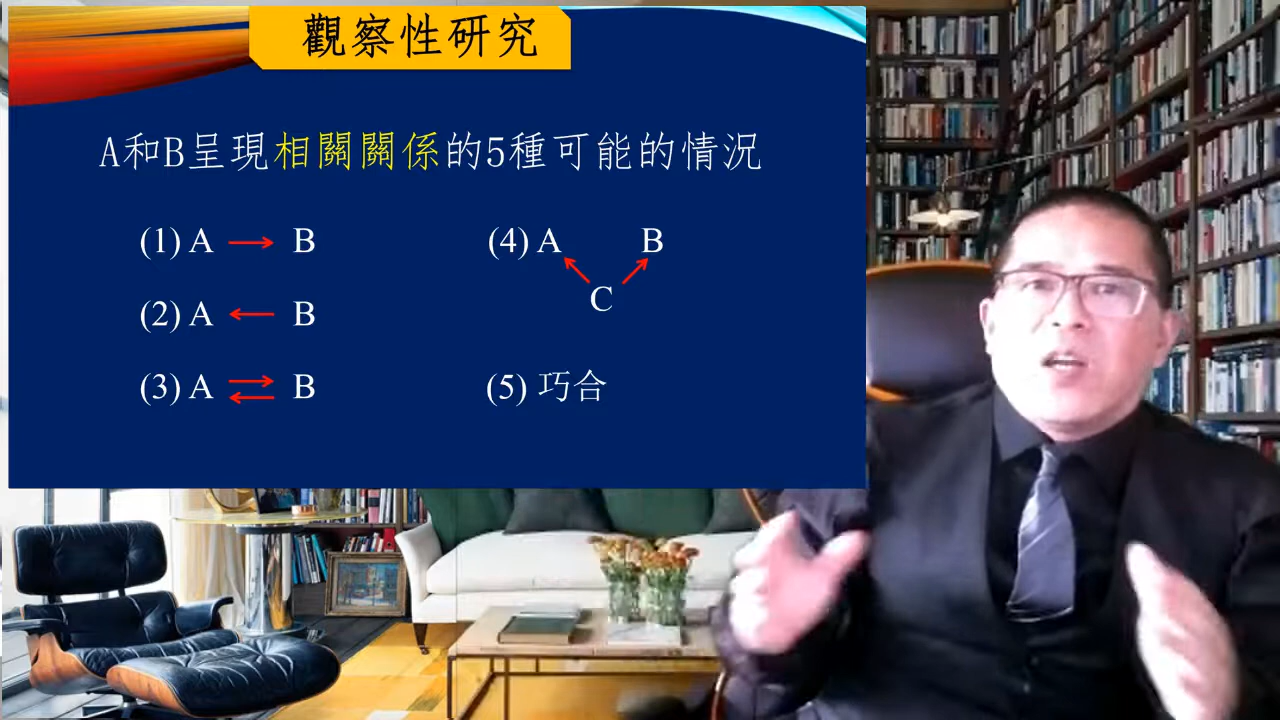 觀察性研究
A和B呈現相關關係的5種可能的情況
(1) A → B
(2) A ← B
(3) A ⇄ B
(4) A B
C
(5) 巧合